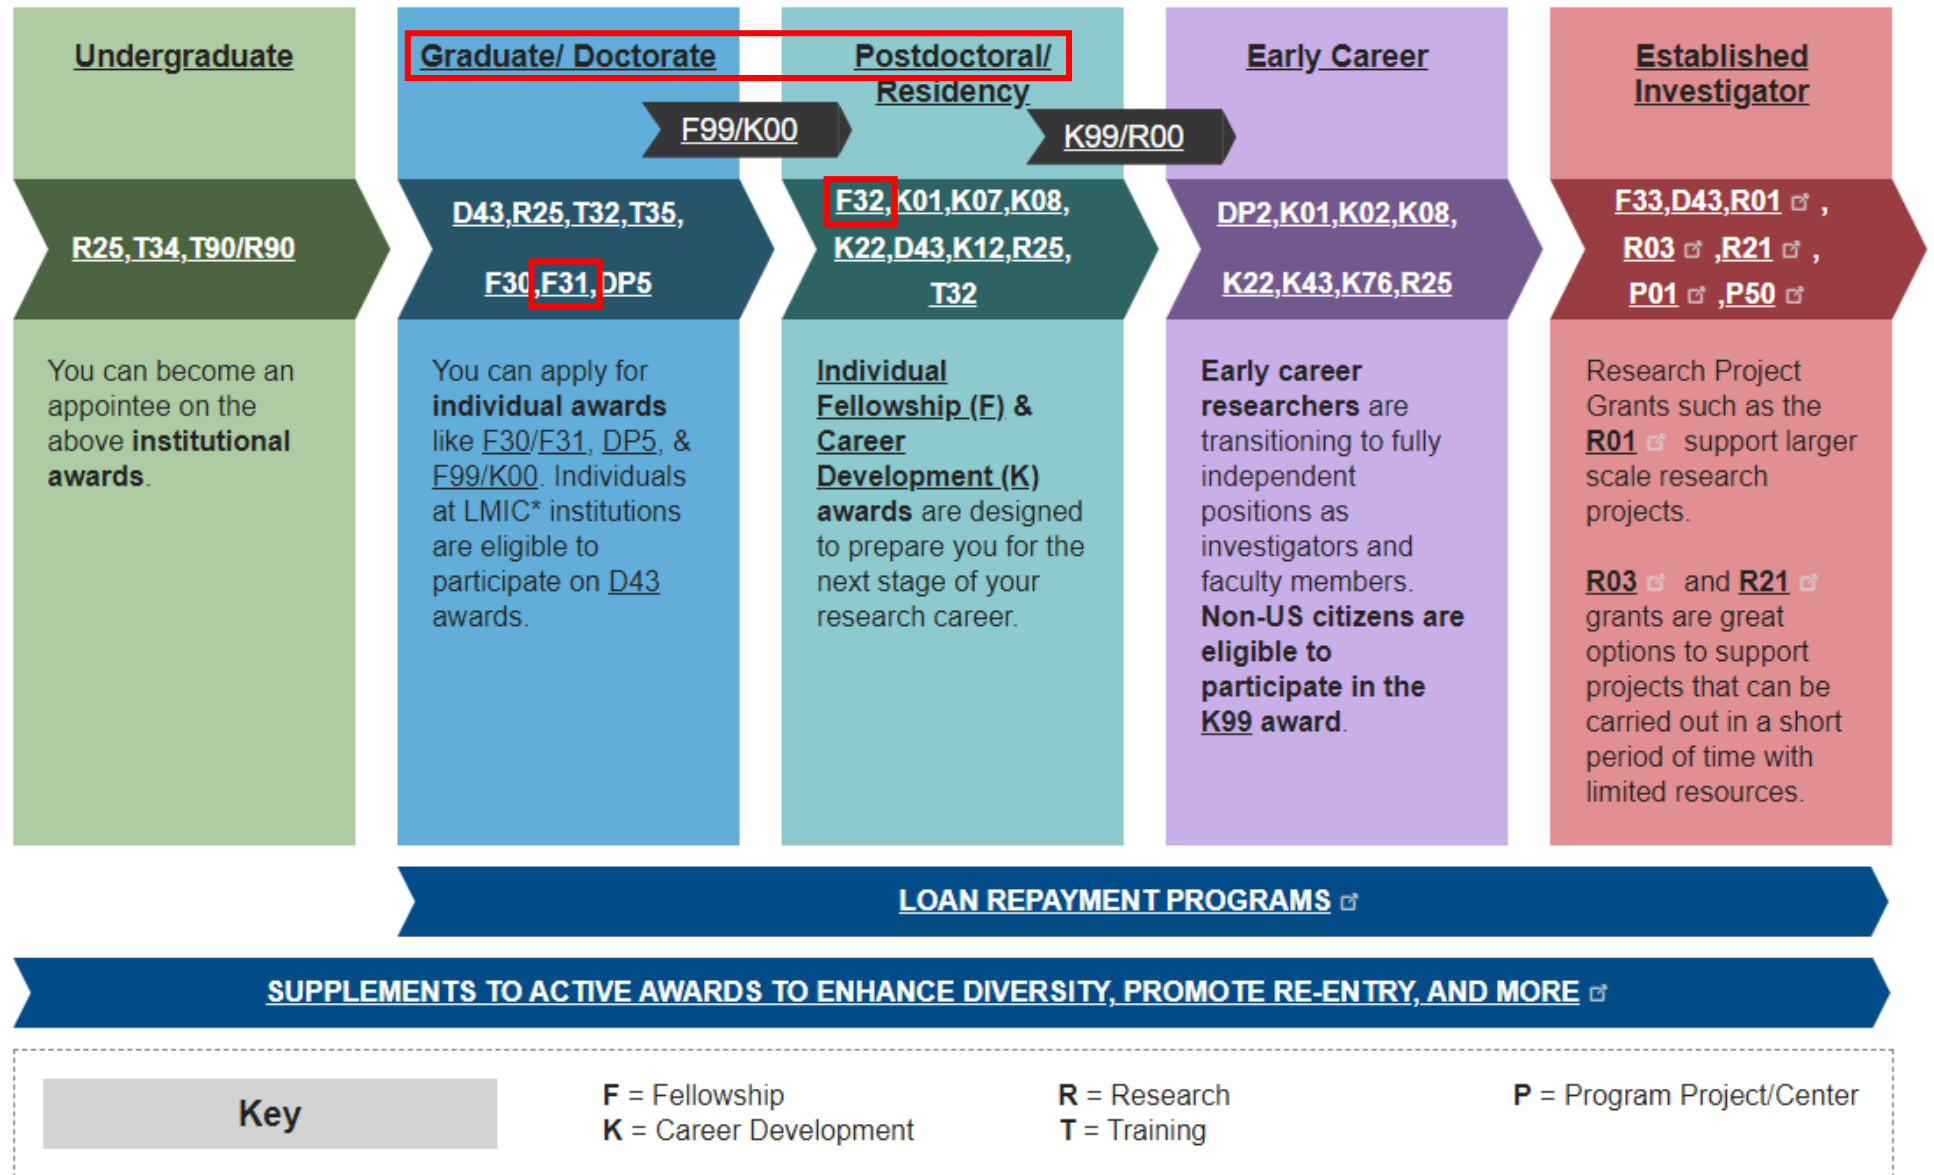 Undergraduate
R25,T34,T90/R90
You can become an
appointee on the
above institutional
awards.
Graduate/ Doctorate
F99/K00
D43,R25,T32,T35,
F30,F31,DP5
You can apply for
individual awards
like F30/F31, DP5, &
F99/K00. Individuals
at LMIC* institutions
are eligible to
participate on D43
awards.
Postdoctoral/
Residency
K99/R00
F32,K01,K07,K08,
K22,D43,K12,R25,
T32
Individual
Fellowship (F) &
Career
Development (K)
awards are designed
to prepare you for the
next stage of your
research career.
Early Career
DP2,K01,K02,K08,
K22,K43,K76,R25
Early career
researchers are
transitioning to fully
independent
positions as
investigators and
faculty members.
Non-US citizens are
eligible to
participate in the
K99 award.
Established
Investigator
F33,D43,R01 ,
R03 ,R21 ,
P01 ,P50
Research Project
Grants such as the
R01 support larger
scale research
projects.
R03 and R21
grants are great
options to support
projects that can be
carried out in a short
period of time with
limited resources.
LOAN REPAYMENT PROGRAMS
SUPPLEMENTS TO ACTIVE AWARDS TO ENHANCE DIVERSITY, PROMOTE RE-ENTRY, AND MORE
Key
F = Fellowship
K = Career Development
R = Research
T = Training
P = Program Project/Center